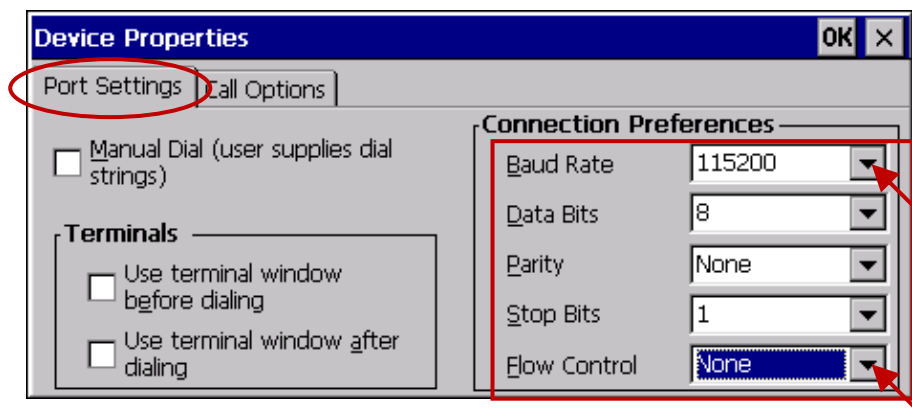 Device Properties OK ×
Port Settings Call Options
Manual Dial (user supplies dial
strings)
Terminals
Use terminal window
before dialing
Use terminal window after
dialing
Connection Preferences
Baud Rate 115200
Data Bits 8
Parity None
Stop Bits 1
Flow Control None